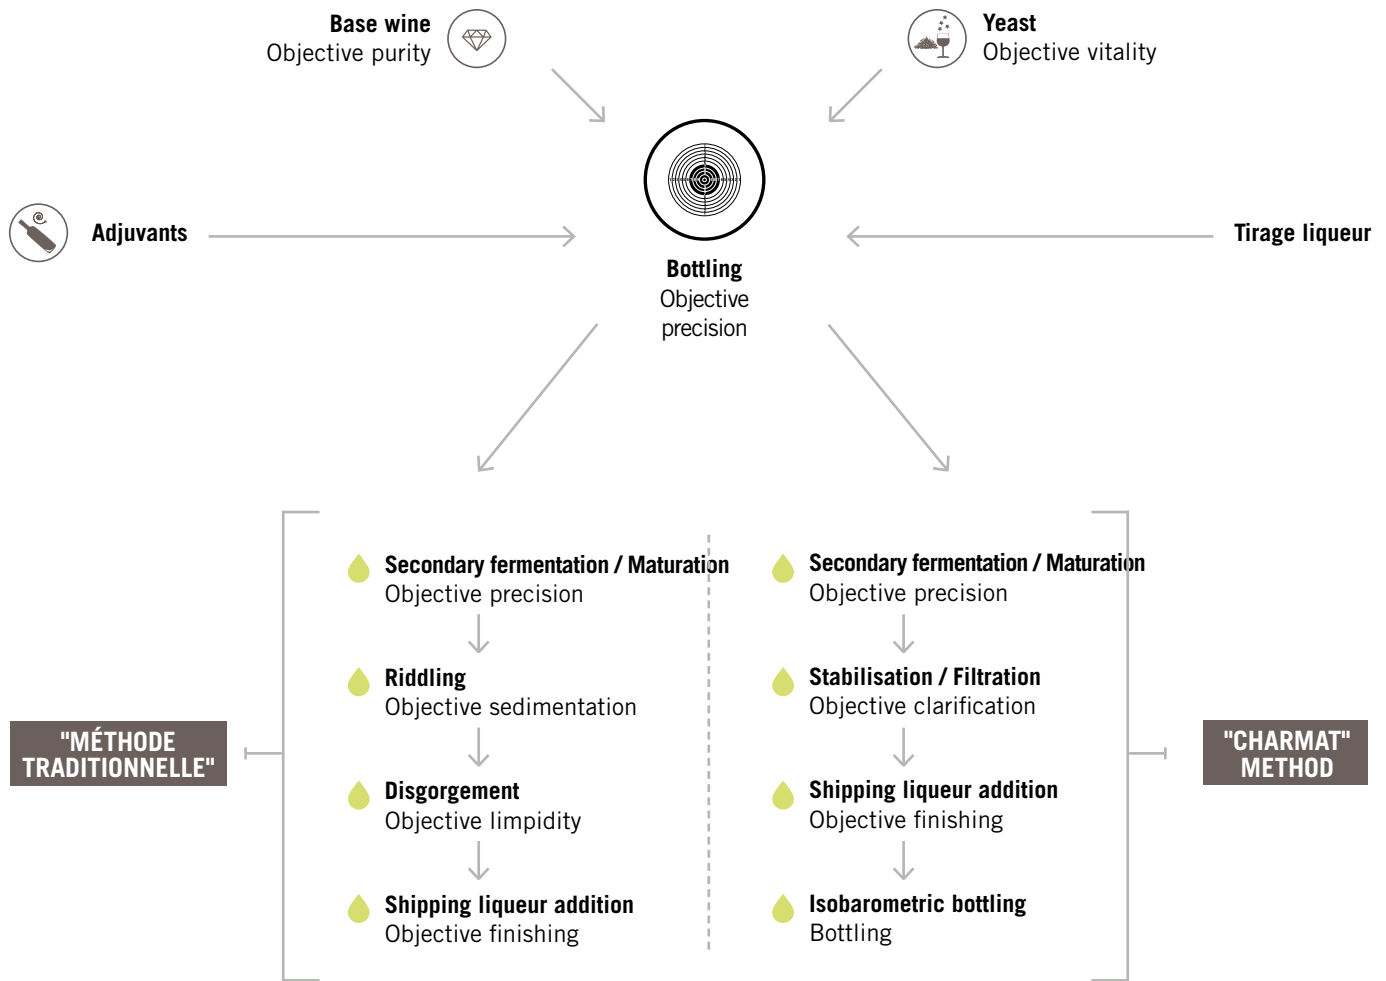 Base wine
Objective purity
Yeast
Objective vitality
Adjuvants
Tirage liqueur
Bottling
Objective
precision
Secondary fermentation / Maturation
Objective precision
Riddling
Objective sedimentation
Disgorgement
Objective limpidity
Shipping liqueur addition
Objective finishing
Secondary fermentation / Maturation
Objective precision
Stabilisation / Filtration
Objective clarification
Shipping liqueur addition
Objective finishing
Isobarometric bottling
Bottling
"MÉTHODE
TRADITIONNELLE"
"CHARMAT"
METHOD